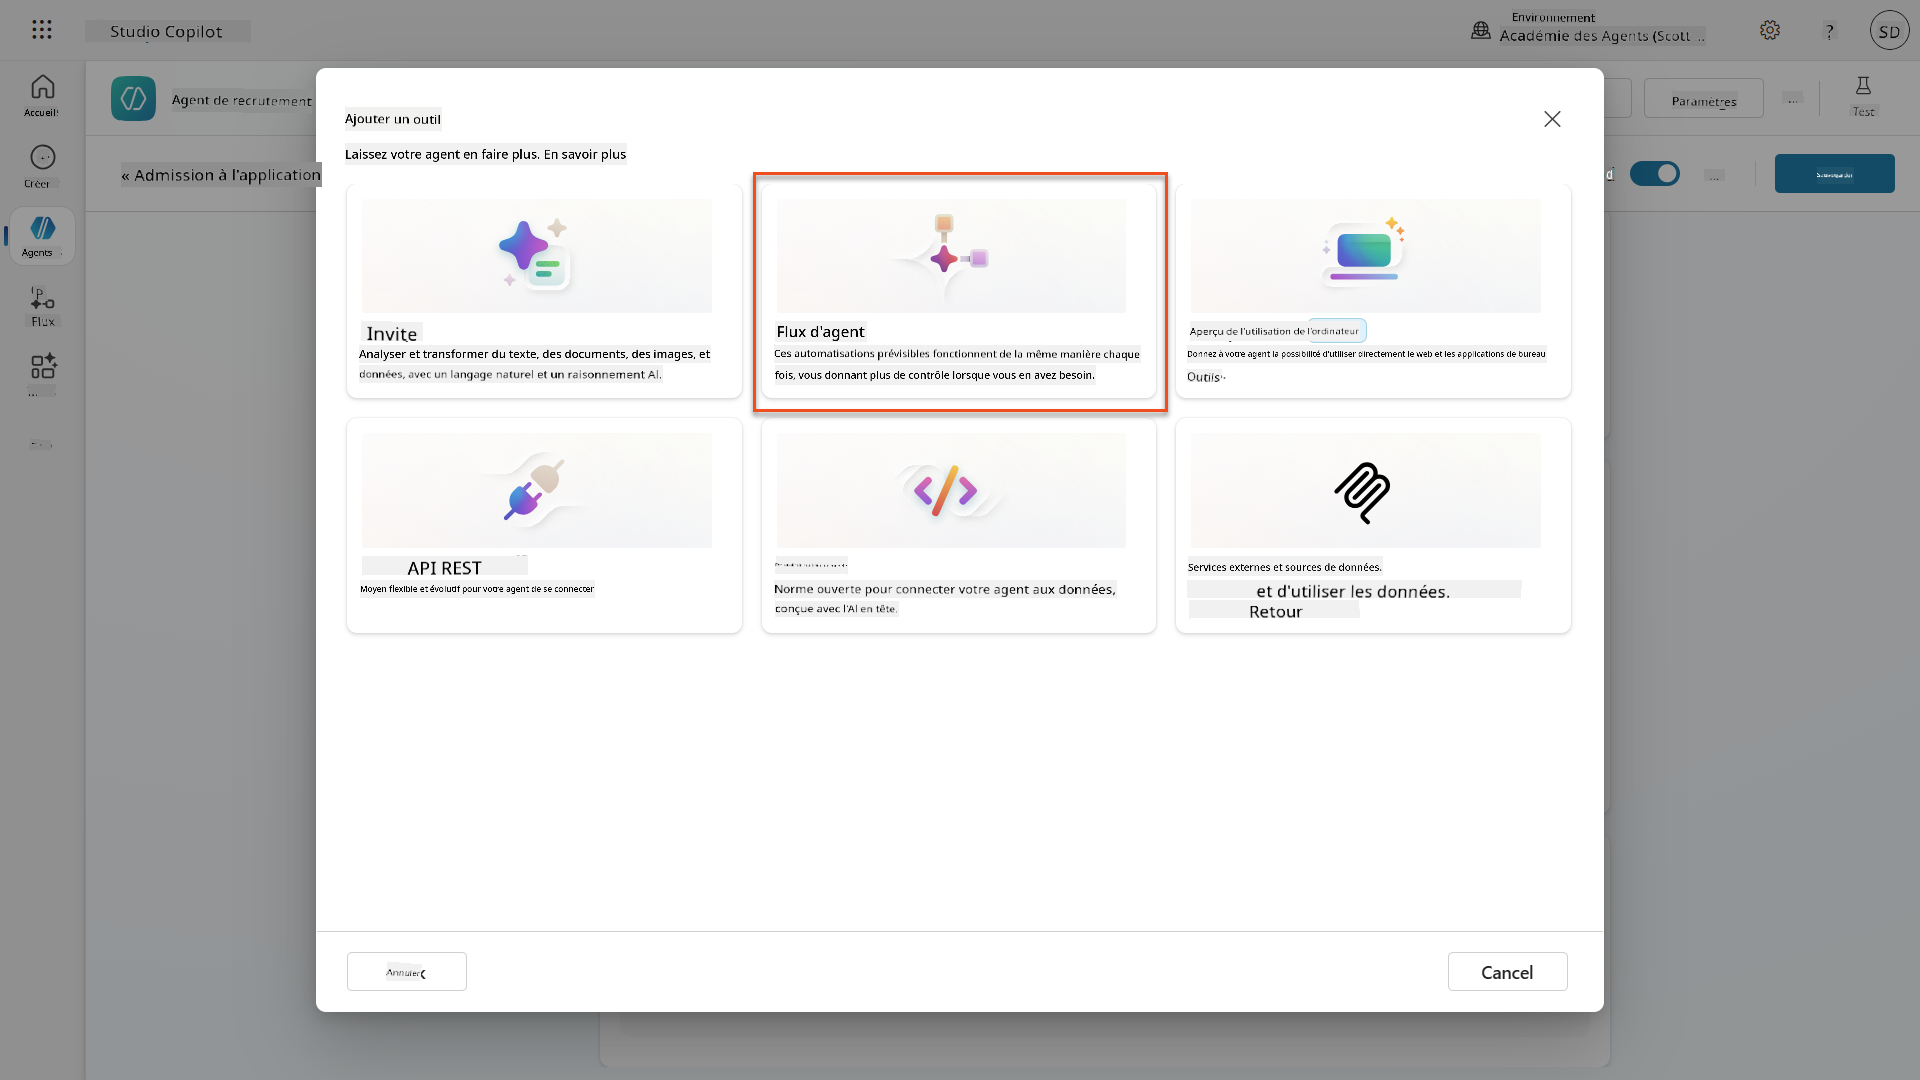 Studio Copilot
Environnement
Académie des Agents (Scott ...
?
SD
Accueil
Agent de recrutement
Paramètres
...
Test
Créer
« Admission à l'application
...
Agents
Flux
Ajouter un outil
Laissez votre agent en faire plus. En savoir plus
Invite
Analyser et transformer du texte, des documents, des images, et
données, avec un langage naturel et un raisonnement AI.
Flux d'agent
Ces automatisations prévisibles fonctionnent de la même manière chaque
fois, vous donnant plus de contrôle lorsque vous en avez besoin.
Aperçu de l'utilisation de l'ordinateur
Donnez à votre agent la possibilité d'utiliser directement le web et les applications de bureau
Outils
API REST
Moyen flexible et évolutif pour votre agent de se connecter
Norme ouverte pour connecter votre agent aux données,
conçue avec l'AI en tête.
Services externes et sources de données.
et d'utiliser les données.
Retour
Annuler
Cancel